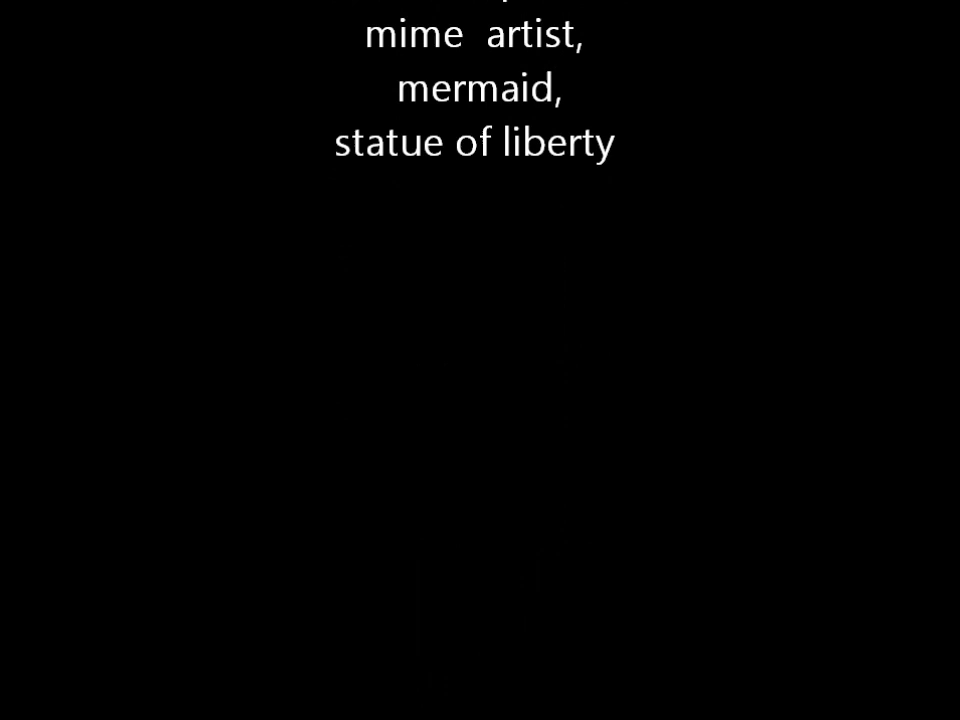 mime  artist,
mermaid,
statue of liberty